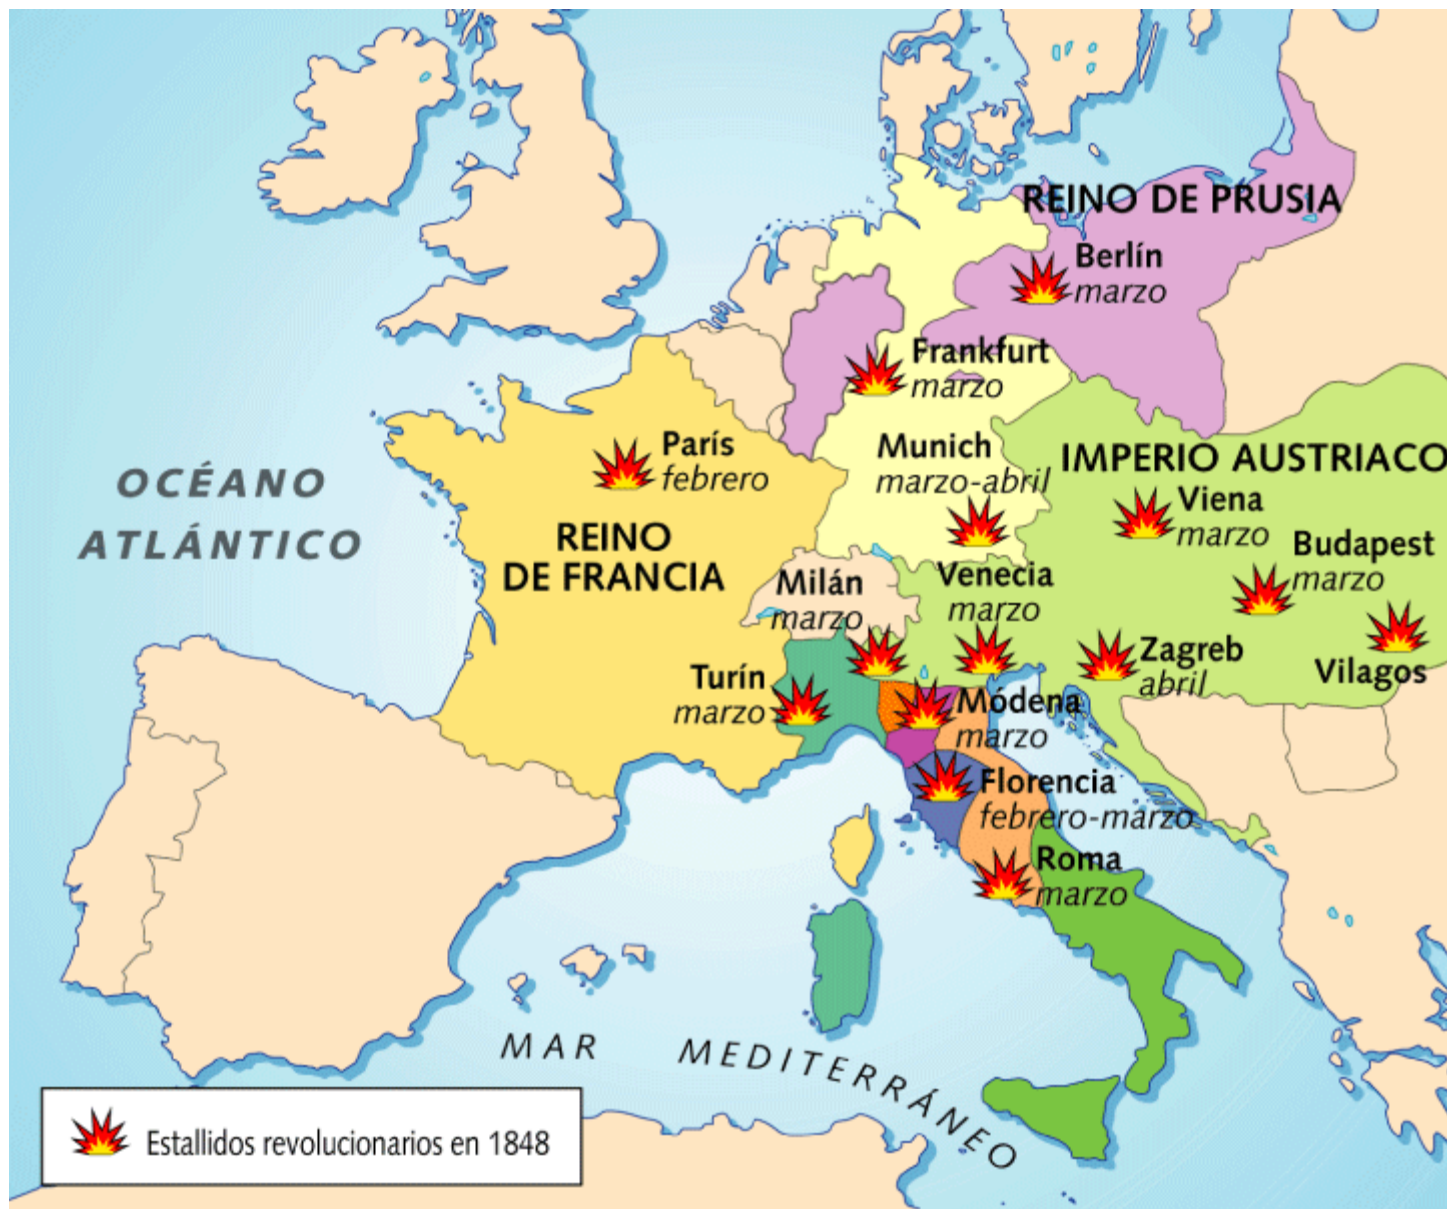 REINO DE PRUSIA
Berlín
marzo
Frankfurt
marzo
París
febrero
Munich
marzo-abril
IMPERIO AUSTRIACO
Viena
marzo
OCÉANO
ATLÁNTICO
REINO
DE FRANCIA
Budapest
marzo
Milán
marzo
Venecia
marzo
Zagreb
abril
Vilagos
Turín
marzo
Módena
marzo
Florencia
febrero-marzo
Roma
marzo
MAR MEDITERRÁNEO
Estallidos revolucionarios en 1848